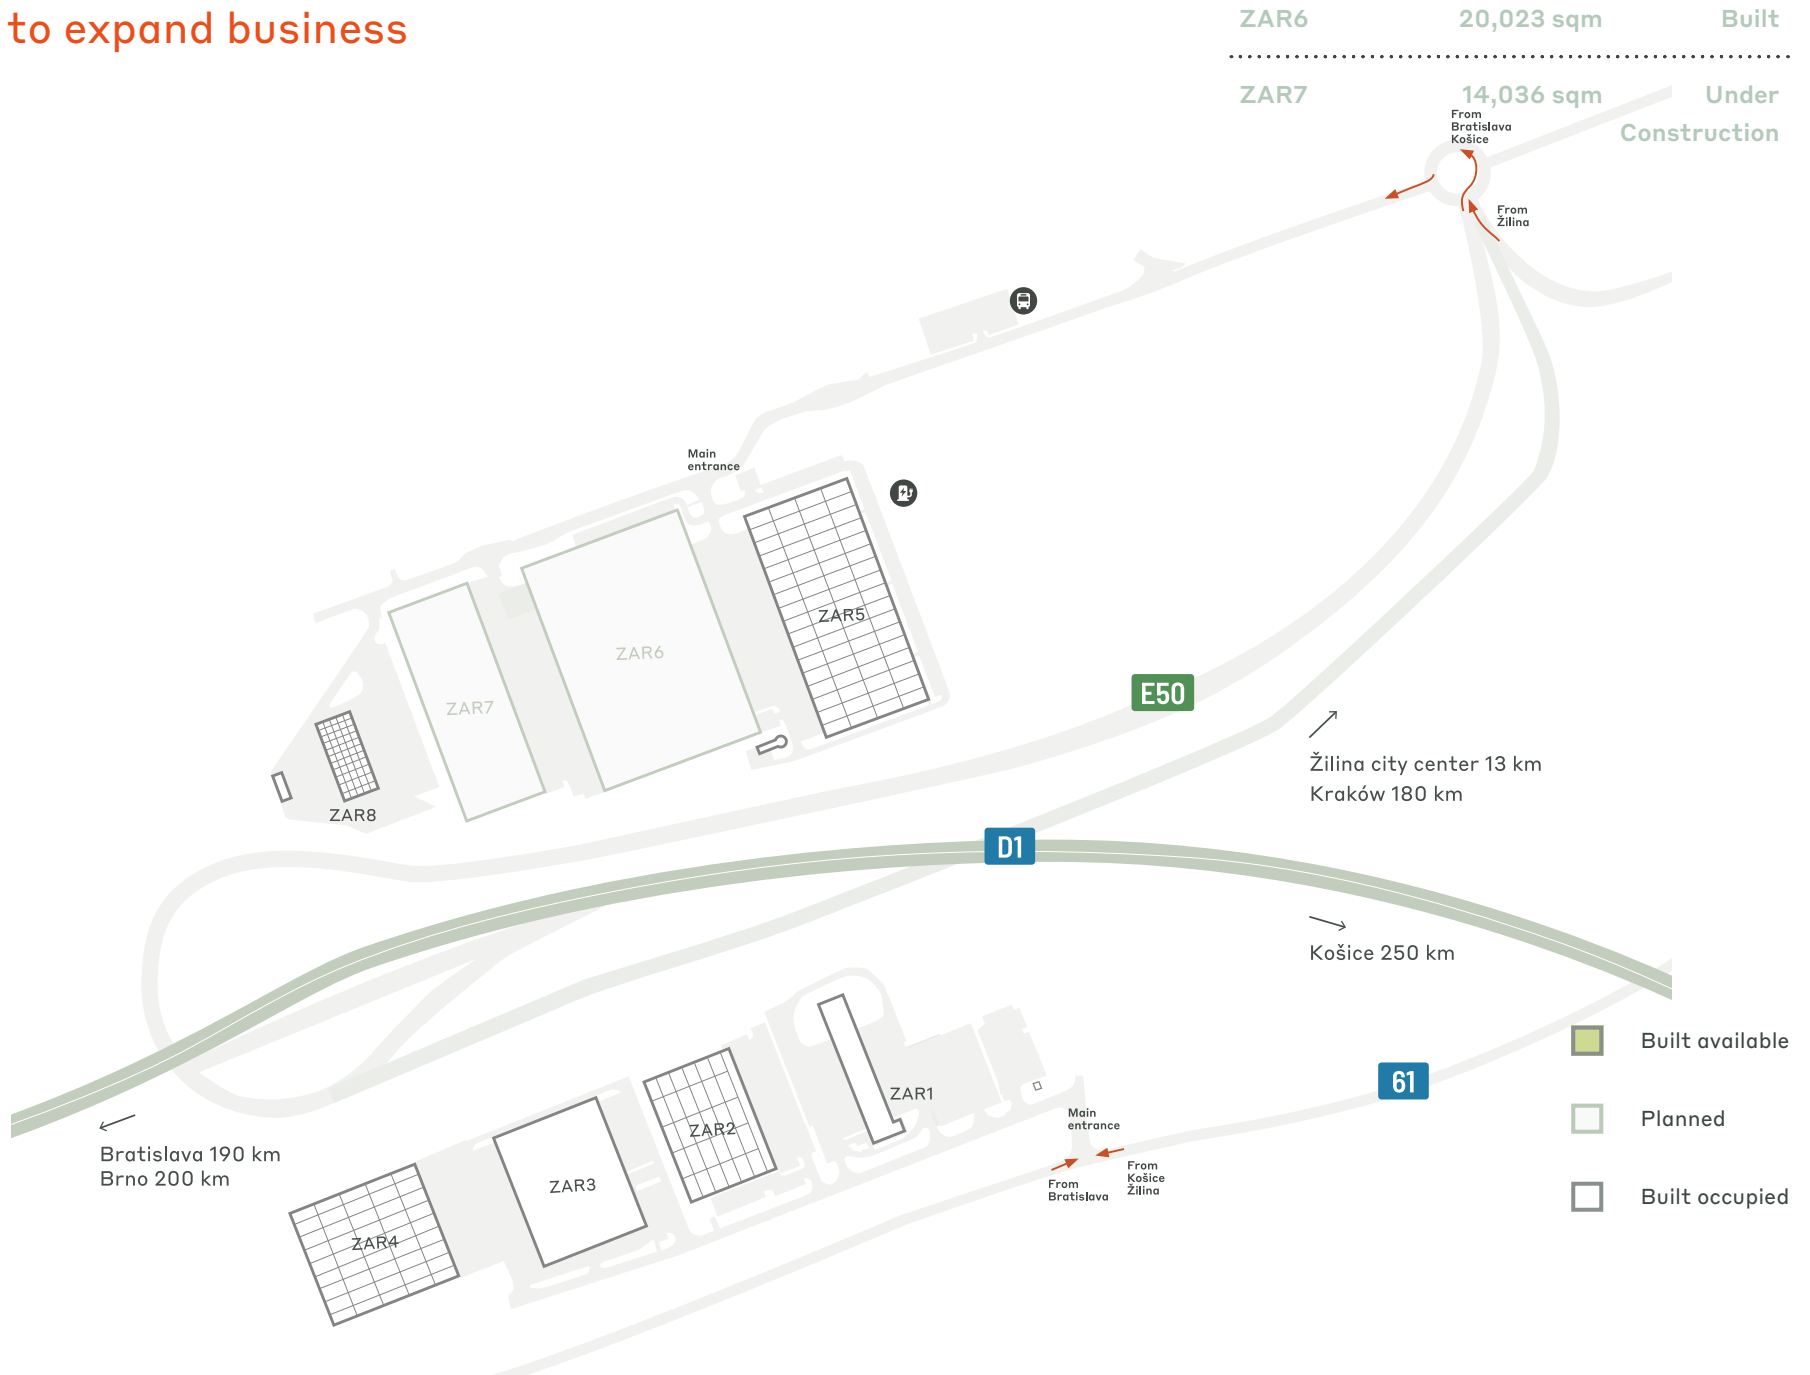 to expand business
ZAR6 20,023 sqm Built
ZAR7 14,036 sqm Under
Construction
From
Bratislava
Košice
From
Žilina
Main
entrance
ZAR5
ZAR6
ZAR7
ZAR8
E50
Žilina city center 13 km
Kraków 180 km
D1
Košice 250 km
Built available
61
ZAR1
Main
entrance
Planned
ZAR2
Bratislava 190 km
Brno 200 km
From
Košice
Žilina
From
Bratislava
ZAR3
Built occupied
ZAR4